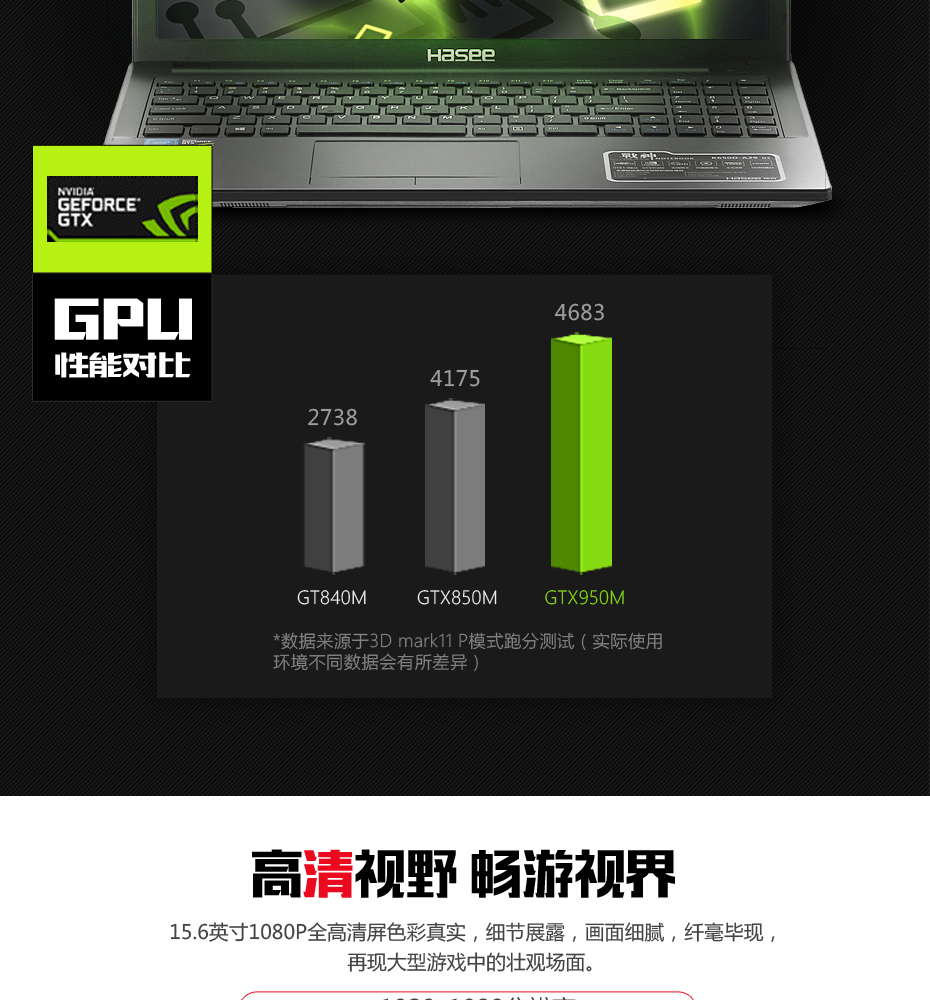 Hasee
戰神 NOTEBOOK
NVIDIA
GEFORCE
GTX
GPU
性能对比
4683
4175
2738
GT840M
GTX850M
GTX950M
*数据来源于3D mark11 P模式跑分测试（实际使用
环境不同数据会有所差异）
高清视野 畅游视界
15.6英寸1080P全高清屏色彩真实，细节展露，画面细腻，纤毫毕现，
再现大型游戏中的壮观场面。